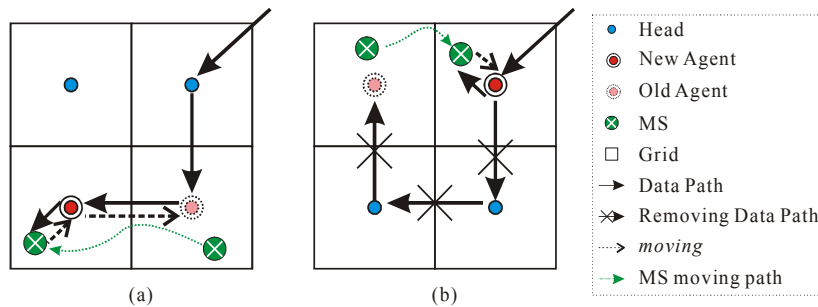 Head
New Agent
Old Agent
MS
Grid
Data Path
Removing Data Path
moving
MS moving path
(a)
(b)